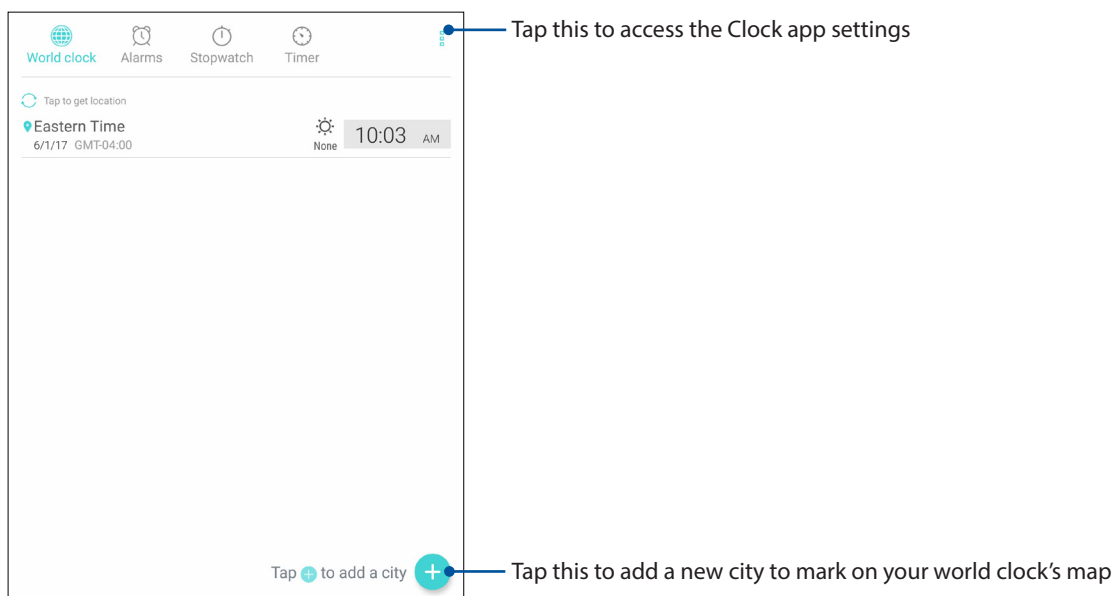 Tap this to access the Clock app settings
World clock Alarms Stopwatch Timer
Tap to get location
Eastern Time
6/1/17 GMT-04:00
None
10:03 AM
Tap + to add a city +
Tap this to add a new city to mark on your world clock's map